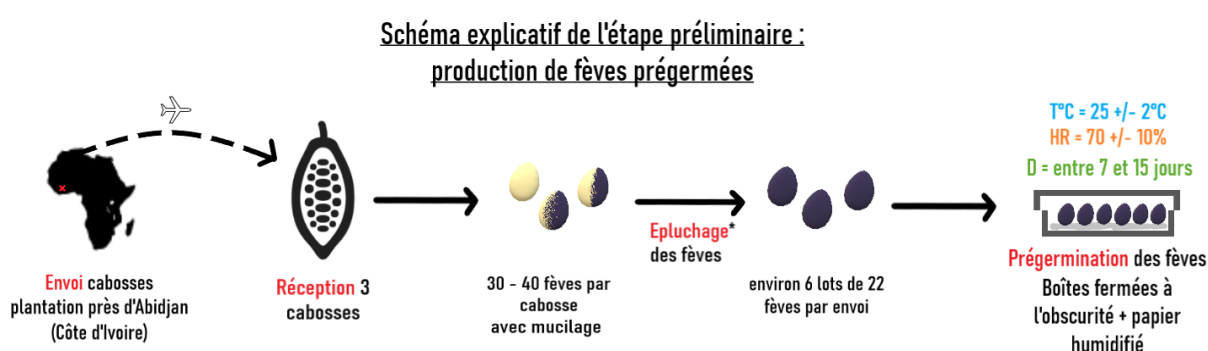 Schéma explicatif de l'étape préliminaire :
production de fèves prégermées
Envoi cabosses
plantation près d'Abidjan
(Côte d'Ivoire)
Réception 3
cabosses
30 - 40 fèves par
cabosse
avec mucilage
Epluchage*
des fèves
environ 6 lots de 22
fèves par envoi
T°C = 25 +/- 2°C
HR = 70 +/- 10%
D = entre 7 et 15 jours
Prégermination des fèves
Boîtes fermées à
l'obscurité + papier
humidifié